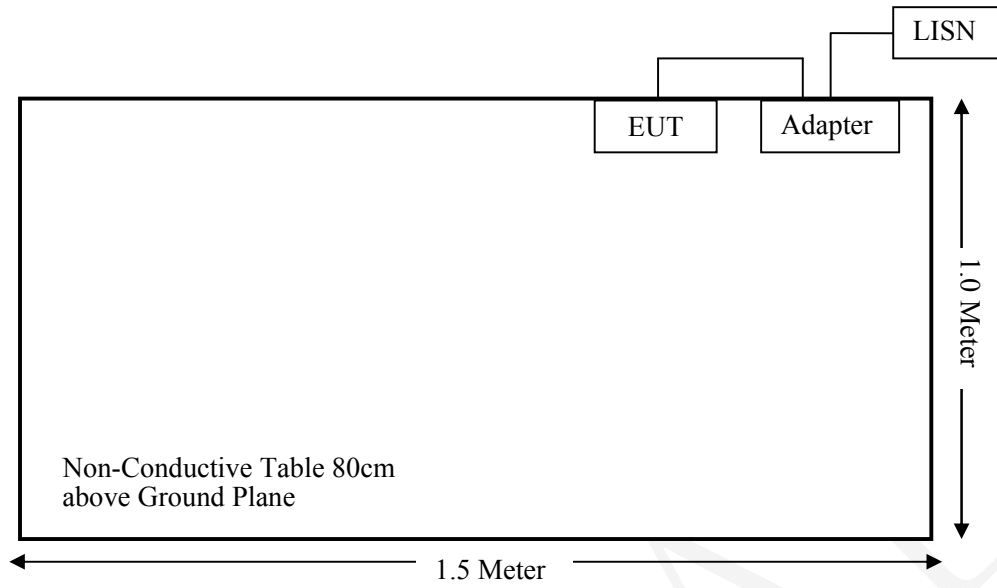 LISN
EUT
Adapter
1.0 Meter
Non-Conductive Table 80cm
above Ground Plane
1.5 Meter